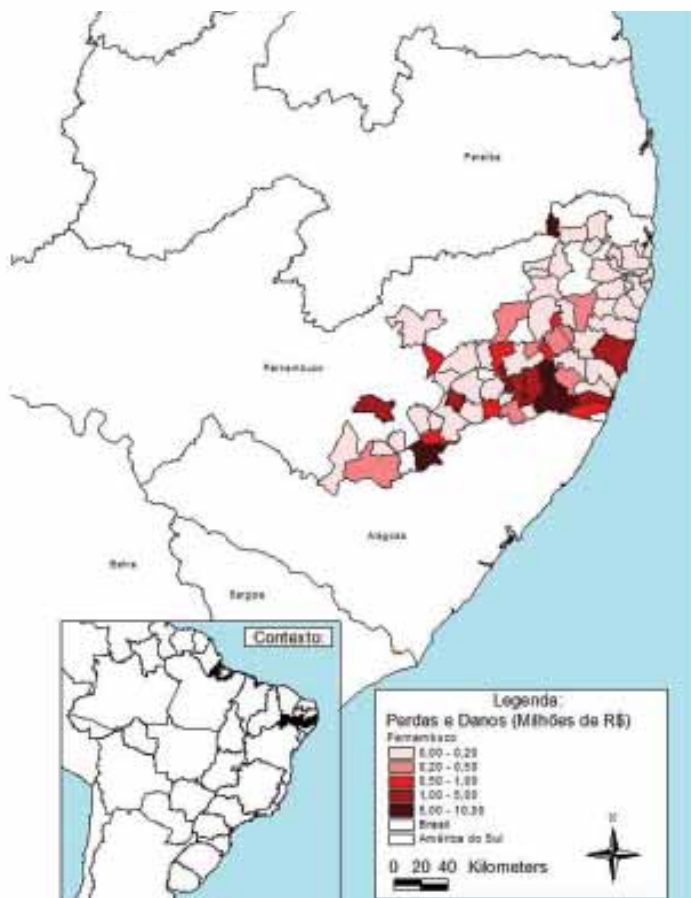 Paraíba
Pernambuco
Alagoas
Bahia
Sergipe
Contexto:
Legenda:
Perdas e Danos (Milhões de R$)
Pernambuco
0,00 - 0,20
0,20 - 0,50
0,50 - 1,00
1,00 - 5,00
5,00 - 10,30
Brasil
América do Sul
N
0 20 40 Kilometers